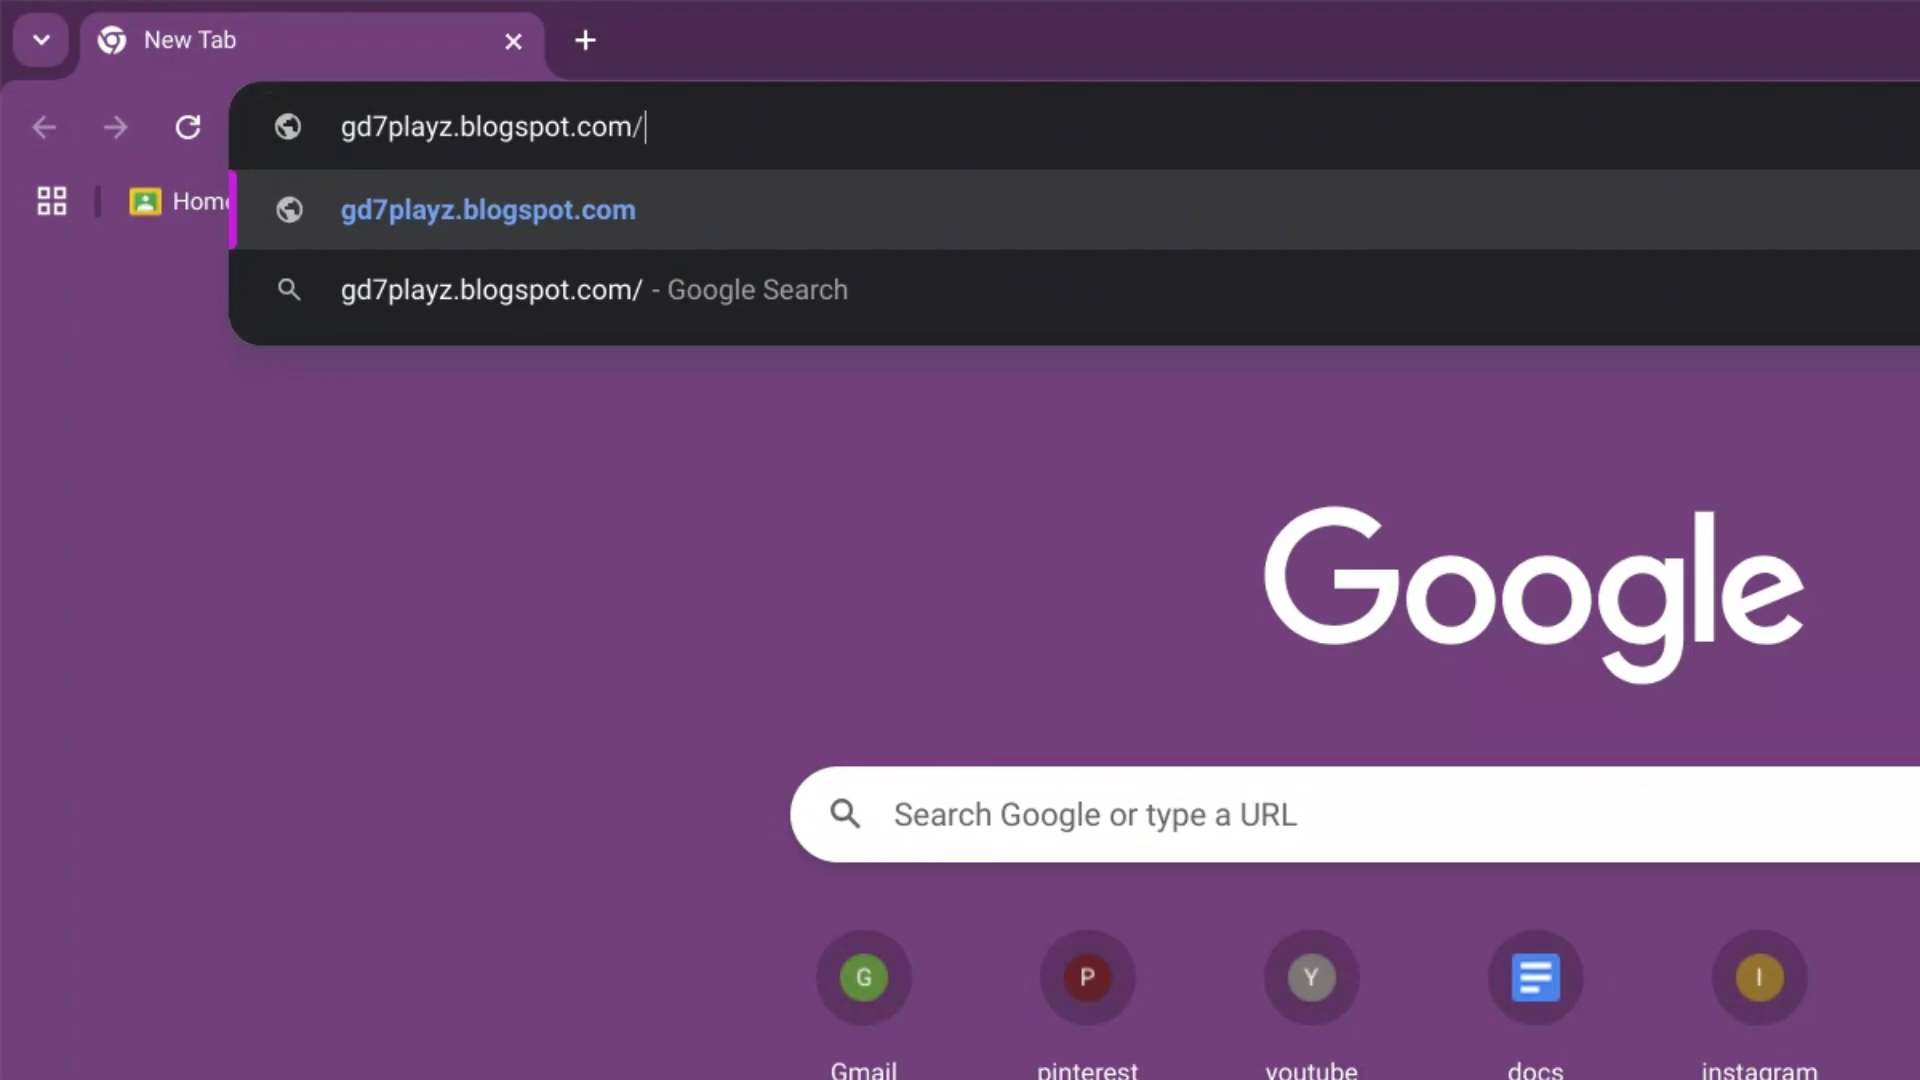 New Tab
gd7playz.blogspot.com/
Home
gd7playz.blogspot.com
gd7playz.blogspot.com/ - Google Search
Google
Search Google or type a URL
G P Y I
Gmail pinterest youtube docs instagram